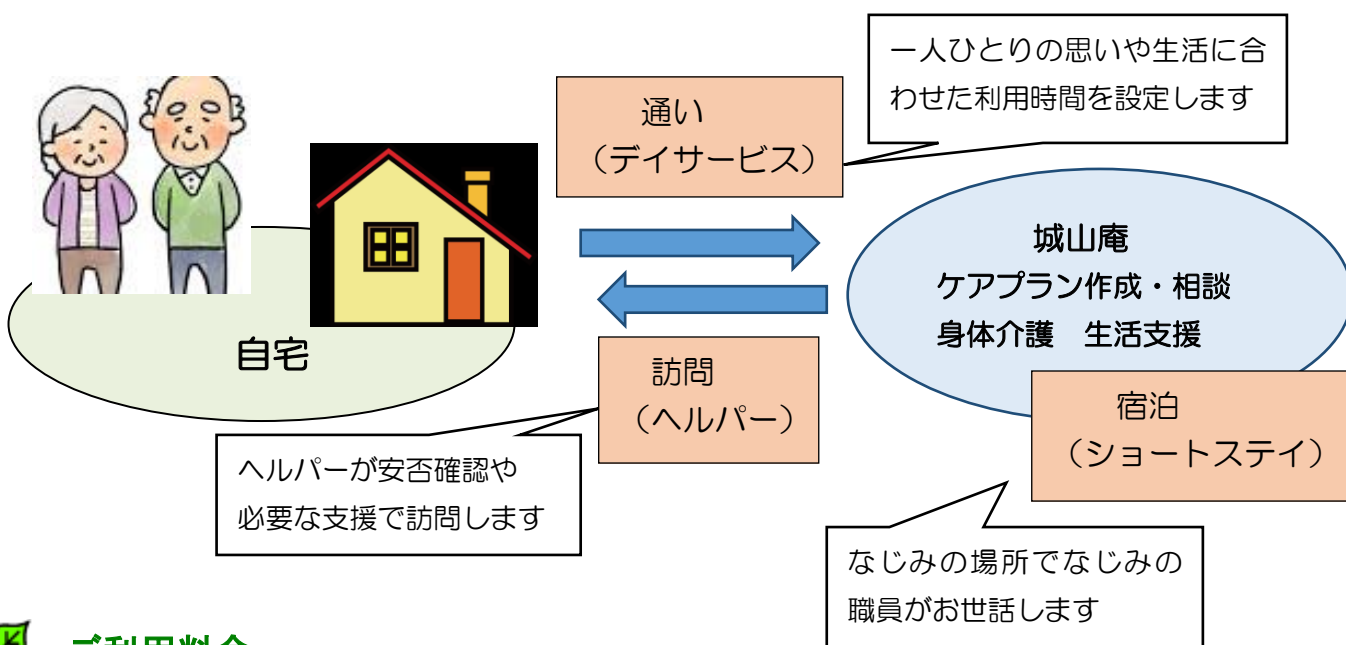 一人ひとりの思いや生活に合
わせた利用時間を設定します
通い
（デイサービス）
城山庵
ケアプラン作成・相談
身体介護 生活支援
自宅
訪問
（ヘルパー）
宿泊
（ショートステイ）
ヘルパーが安否確認や
必要な支援で訪問します
なじみの場所でなじみの
職員がお世話します
ご利用料金